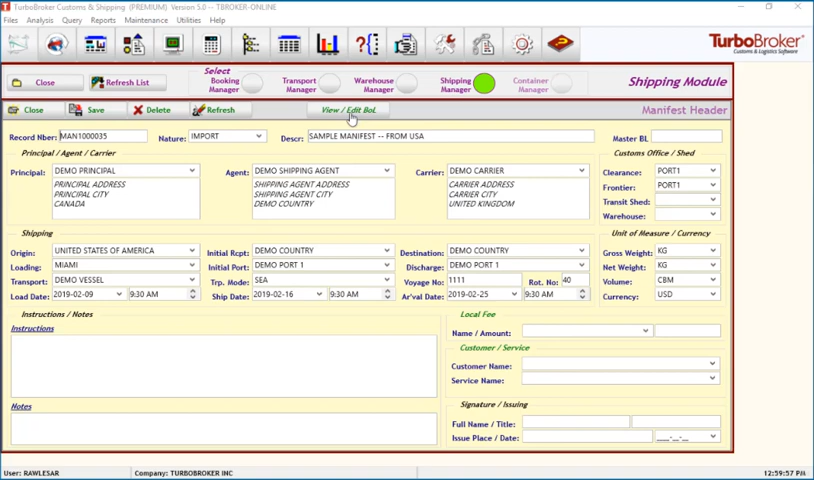 TurboBroker Customs & Shipping (PREMIUM) Version 5.0 -- TBROKER-ONLINE
Files Analysis Query Reports Maintenance Utilities Help
TurboBroker
Customs & Logistics Software
Close Refresh List
Select
Booking Manager
Transport Manager
Warehouse Manager
Shipping Manager
Container Manager
Shipping Module
Close Save Delete Refresh View / Edit BoL Manifest Header
Record Nber: MAN1000035 Nature: IMPORT Descr: SAMPLE MANIFEST -- FROM USA Master BL
Principal / Agent / Carrier Customs Office / Shed
Principal: DEMO PRINCIPAL Agent: DEMO SHIPPING AGENT Carrier: DEMO CARRIER Clearance: PORT1
PRINCIPAL ADDRESS SHIPPING AGENT ADDRESS CARRIER ADDRESS Frontier: PORT1
PRINCIPAL CITY SHIPPING AGENT CITY CARRIER CITY Transit Shed:
CANADA DEMO COUNTRY UNITED KINGDOM Warehouse:
Shipping Unit of Measure / Currency
Origin: UNITED STATES OF AMERICA Initial Rcpt: DEMO COUNTRY Destination: DEMO COUNTRY Gross Weight: KG
Loading: MIAMI Initial Port: DEMO PORT 1 Discharge: DEMO PORT 1 Net Weight: KG
Transport: DEMO VESSEL Trp. Mode: SEA Voyage No: 1111 Rot. No: 40 Volume: CBM
Load Date: 2019-02-09 9:30 AM Ship Date: 2019-02-16 9:30 AM Ar'val Date: 2019-02-25 9:30 AM Currency: USD
Instructions / Notes Local Fee
Instructions
Name / Amount:
Customer / Service
Customer Name:
Service Name:
Notes
Signature / Issuing
Full Name / Title:
Issue Place / Date: ____-__-__
User: RAWLESAR Company: TURBOBROKER INC 12:59:57 PM